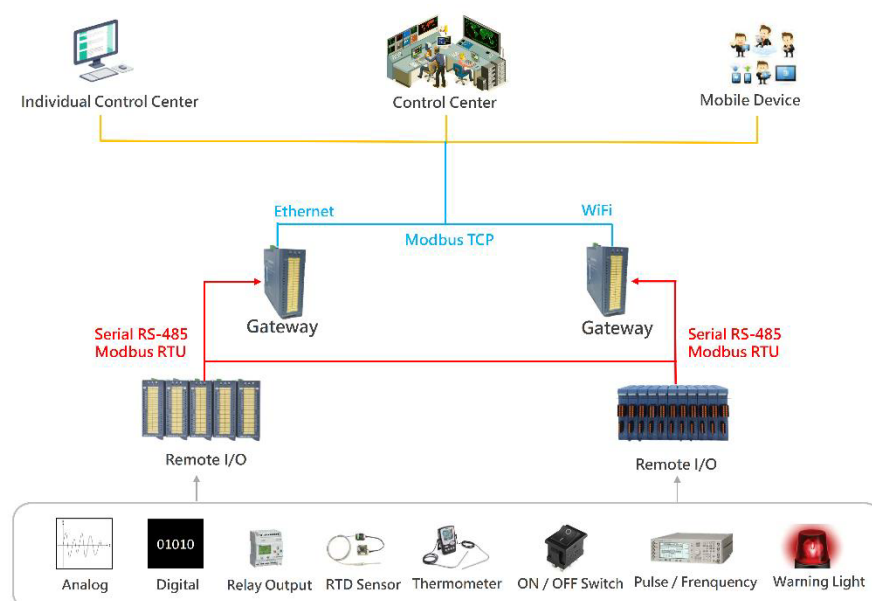 Individual Control Center
Control Center
Mobile Device
Ethernet
WiFi
Modbus TCP
Gateway
Gateway
Serial RS-485
Modbus RTU
Serial RS-485
Modbus RTU
Remote I/O
Remote I/O
01010
Analog
Digital
Relay Output
RTD Sensor
Thermometer
ON / OFF Switch
Pulse / Frenquency
Warning Light